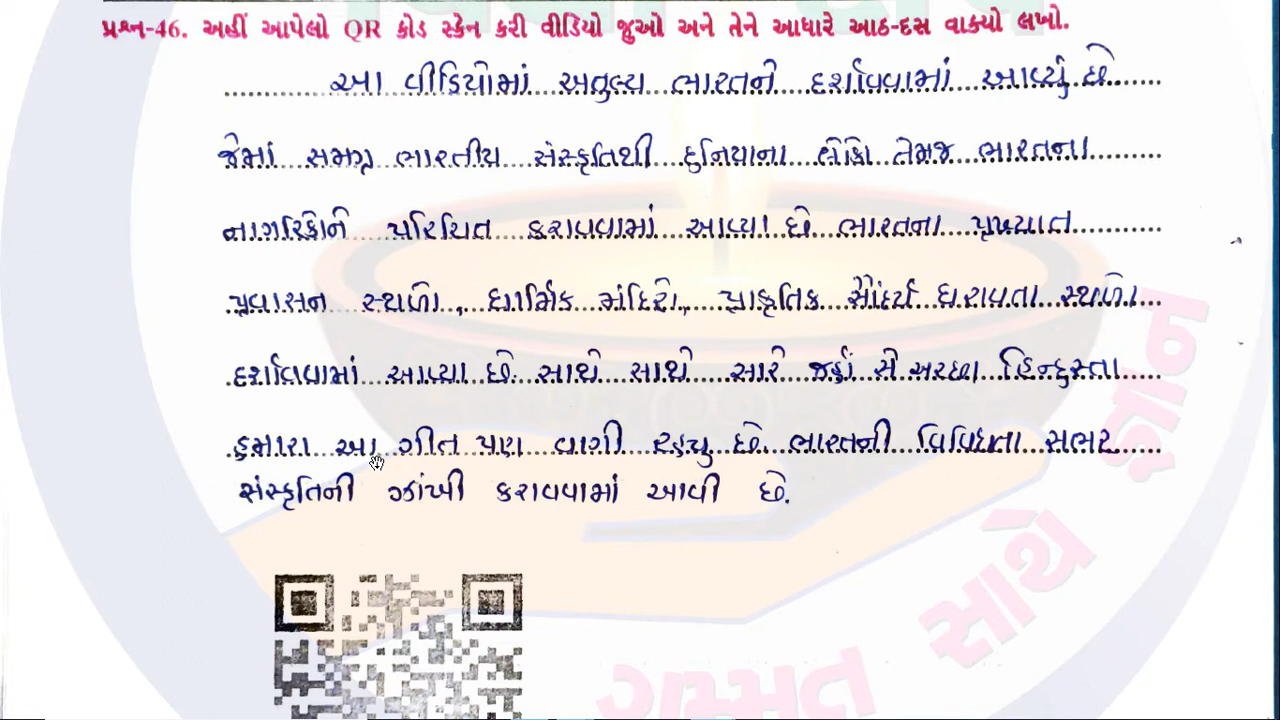 પ્રશ્ન-46. અહીં આપેલો QR કોડ સ્કેન કરી વીડિયો જુઓ અને તેને આધારે આઠ-દસ વાક્યો લખો.
આ વીડિયોમાં અતુલ્ય ભારતને દર્શાવવામાં આવ્યું છે
જેમાં સમગ્ર ભારતીય સંસ્કૃતિથી દુનિયાના લોકો તેમજ ભારતના
નાગરિકોને પરિચિત કરાવવામાં આવ્યા છે ભારતના પ્રખ્યાત
પ્રવાસન સ્થળો, ધાર્મિક મંદિરો, પ્રાકૃતિક સૌંદર્ય ધરાવતા સ્થળો
દર્શાવવામાં આવ્યા છે. સાથે સાથે સારે જહાઁ સે અચ્છા હિન્દુસ્તા
હમારા આ ગીત પણ વાગી રહ્યુ છે. ભારતની વિવિધતા સભર
સંસ્કૃતિની ઝાંખી કરાવવામાં આવી છે.
જ્ઞાન
સાથે
ગમ્મત